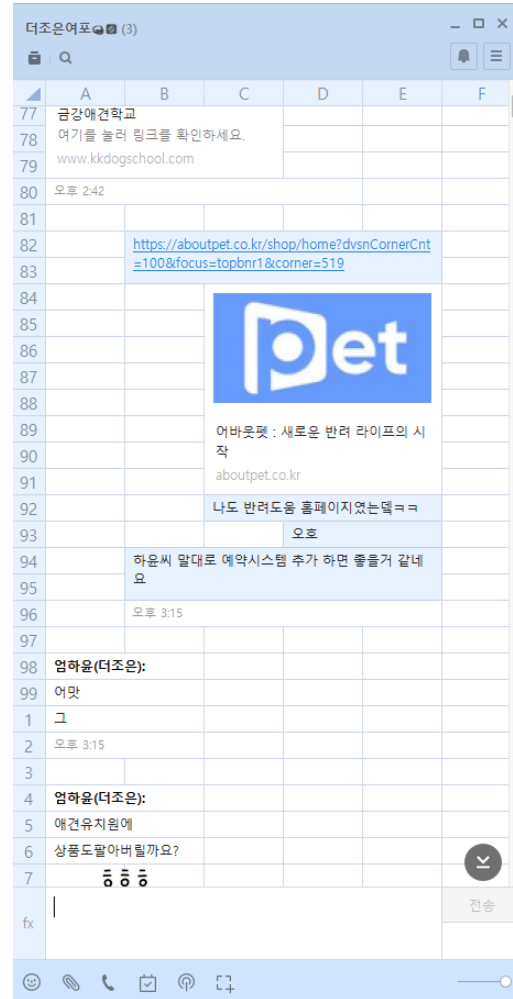 더조은여포 (3)
A B C D E F
77 금강애견학교
78 여기를 눌러 링크를 확인하세요.
79 www.kkdogschool.com
80 오후 2:42
81
82 https://aboutpet.co.kr/shop/home?dvsnCornerCnt
83 =100&focus=topbnr1&corner=519
84
85 pet
86
87
88
89 어바웃펫 : 새로운 반려 라이프의 시
90 작
91 aboutpet.co.kr
92 나도 반려도움 홈페이지였는뎈ㅋㅋ
93 오호
94 하윤씨 말대로 예약시스템 추가 하면 좋을거 같네
95 요
96 오후 3:15
97
98 엄하윤(더조은):
99 어맛
1 그
2 오후 3:15
3
4 엄하윤(더조은):
5 애견유치원에
6 상품도팔아버릴까요?
7 ㅎㅎㅎ
fx 전송